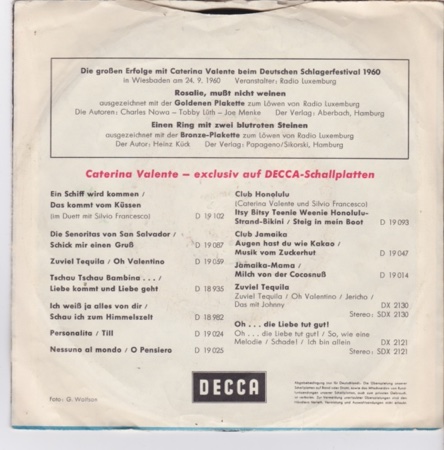 Die großen Erfolge mit Caterina Valente beim Deutschen Schlagerfestival 1960
in Wiesbaden am 24. 9. 1960 Veranstalter: Radio Luxemburg
Rosalie, mußt nicht weinen
ausgezeichnet mit der Goldenen Plakette zum Löwen von Radio Luxemburg
Die Autoren: Charles Nowa – Tobby Lüth – Joe Menke Der Verlag: Aberbach, Hamburg
Einen Ring mit zwei blutroten Steinen
ausgezeichnet mit der Bronze-Plakette zum Löwen von Radio Luxemburg
Der Autor: Heinz Kück Der Verlag: Papageno/Sikorski, Hamburg
Caterina Valente – exclusiv auf DECCA-Schallplatten
Ein Schiff wird kommen /
Das kommt vom Küssen
(im Duett mit Silvio Francesco) D 19 102
Die Senoritas von San Salvador /
Schick mir einen Gruß D 19 087
Zuviel Tequila / Oh Valentino D 19 059
Tschau Tschau Bambina . . . /
Liebe kommt und Liebe geht D 18 935
Ich weiß ja alles von dir /
Schau ich zum Himmelszelt D 18 982
Personalita / Till D 19 024
Nessuno al mondo / O Pensiero D 19 025
Club Honolulu
(Caterina Valente und Silvio Francesco)
Itsy Bitsy Teenie Weenie Honolulu-
Strand-Bikini / Steig in mein Boot D 19 093
Club Jamaika
Augen hast du wie Kakao /
Musik vom Zuckerhut D 19 047
Jamaika-Mama /
Milch von der Cocosnuß D 19 014
Zuviel Tequila
Zuviel Tequila / Oh Valentino / Jericho /
Das mit Johnny DX 2130
Stereo: SDX 2130
Oh . . . die Liebe tut gut!
Oh . . . die Liebe tut gut / So, wie eine
Melodie / Schade! / Ich bin allein DX 2121
Stereo: SDX 2121
DECCA
Foto: G. Waltham